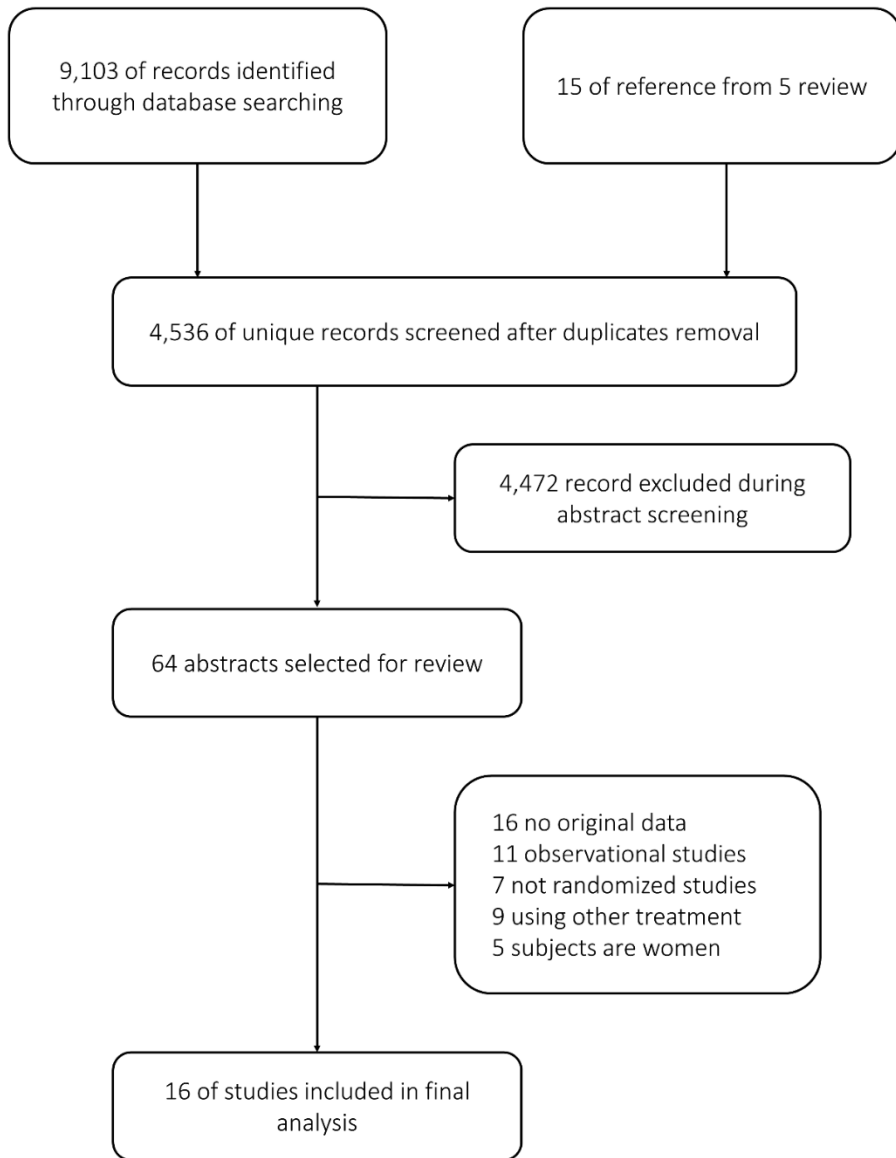 9,103 of records identified
through database searching
15 of reference from 5 review
4,536 of unique records screened after duplicates removal
4,472 record excluded during
abstract screening
64 abstracts selected for review
16 no original data
11 observational studies
7 not randomized studies
9 using other treatment
5 subjects are women
16 of studies included in final
analysis